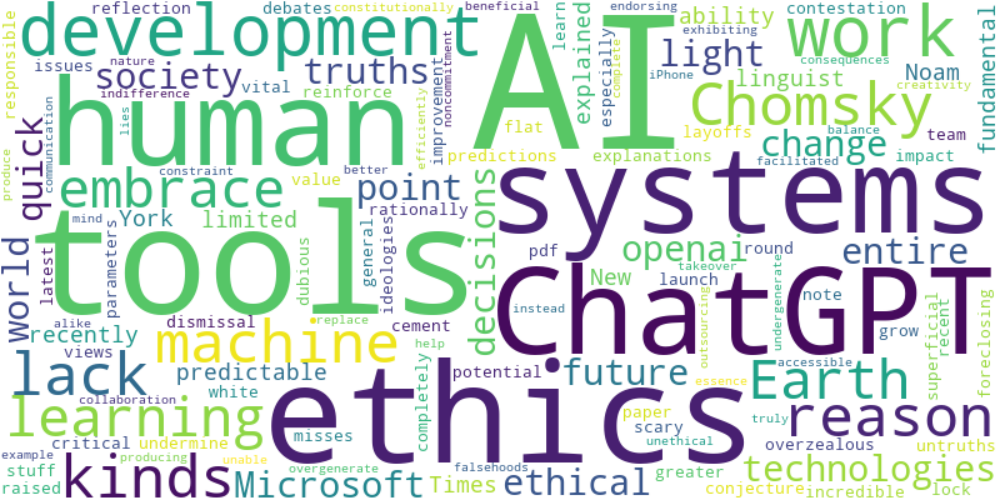 reflection
debates
constitutionally
beneficial
endorsing
contestation
responsible
development
AI
learn
exhibiting
ability
work
fundamental
issues
nature
society
truths
explained
especially
complete
iPhone
light
consequences
linguist
Noam
creativity
indifference
vital
reinforce
improvement
noncommitment
human
lies
efficiently
flat
Chomsky
layoffs
balance
team
quick
communication
produce
constraint
value
better
predictions
explanations
change
impact
facilitated
embrace
point
systems
mind
York
limited
rationally
world
latest
parameters
tools
dubious
general
ideologies
decisions
pdf
openai
round
entire
New
takeover
launch
undergenerate
note
instead
ChatGPT
outsourcing
grow
superficial
recent
foreclosing
alike
recently
dismissal
replace
cement
machine
help
views
lack
predictable
white
completely
potential
essence
future
accessible
Earth
collaboration
learning
ethics
paper
scary
truly
reason
critical
undermine
misses
unethical
overzealous
untruths
example
producing
unable
stuff
raised
kinds
Microsoft
overgenerate
Times
falsehoods
ethical
greater
conjecture
technologies
incredible
lock